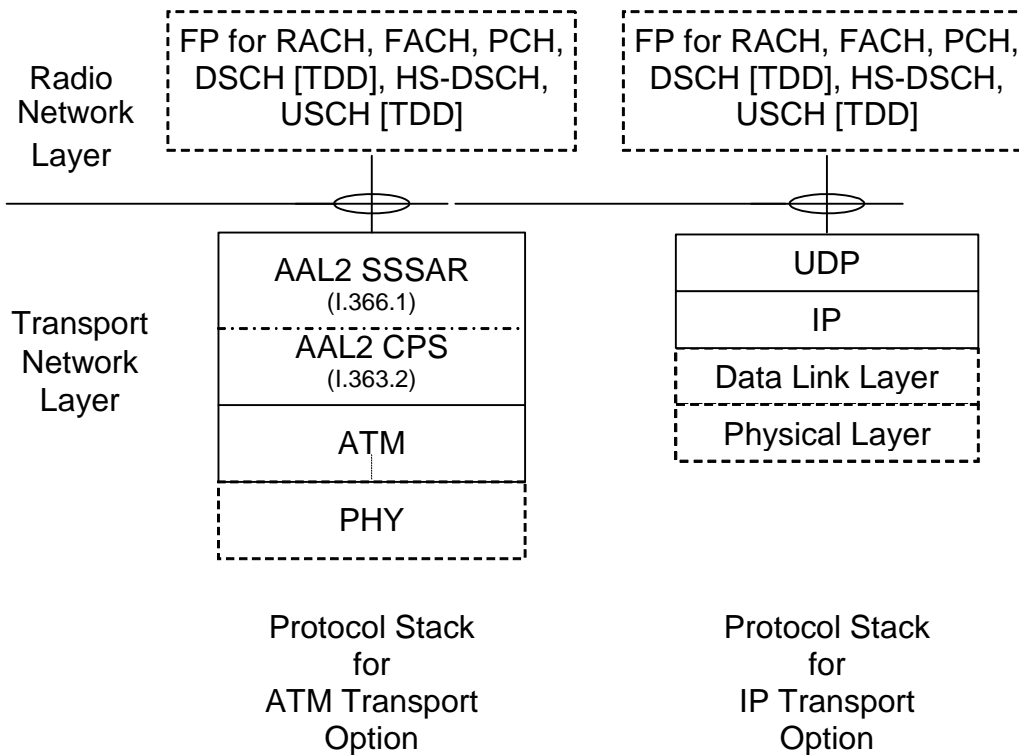 FP for RACH, FACH, PCH,
DSCH [TDD], HS-DSCH,
USCH [TDD]
FP for RACH, FACH, PCH,
DSCH [TDD], HS-DSCH,
USCH [TDD]
Radio
Network
Layer
AAL2 SSSAR
(I.366.1)
AAL2 CPS
(I.363.2)
ATM
PHY
UDP
IP
Data Link Layer
Physical Layer
Transport
Network
Layer
Protocol Stack
for
ATM Transport
Option
Protocol Stack
for
IP Transport
Option